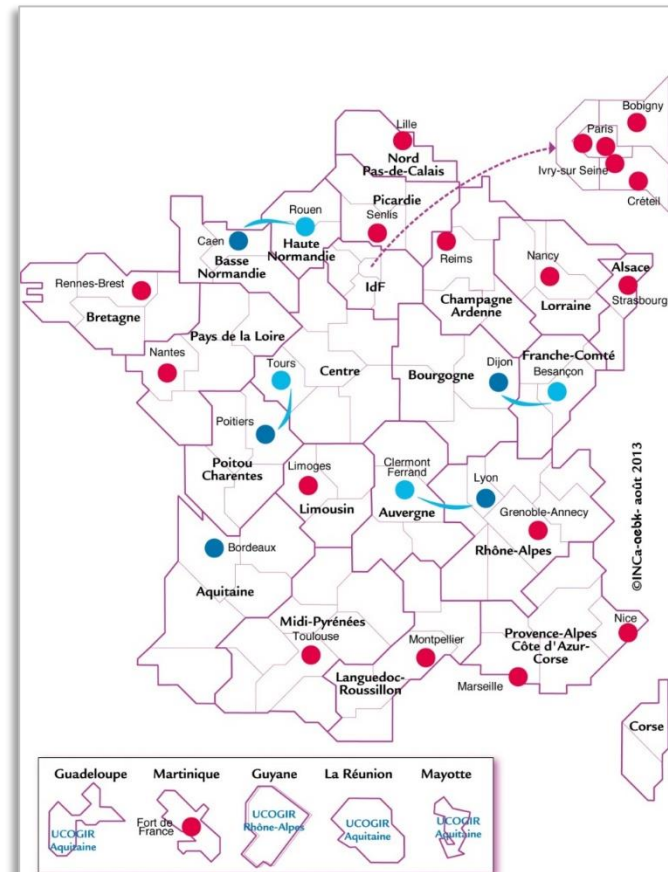 Lille
Nord
Pas-de-Calais
Bobigny
Paris
Ivry-sur Seine
Créteil
Picardie
Senlis
Rouen
Haute
Normandie
Caen
Basse
Normandie
IdF
Reims
Champagne
Ardenne
Nancy
Lorraine
Alsace
Strasbourg
Rennes-Brest
Bretagne
Pays de la Loire
Nantes
Tours
Centre
Bourgogne
Dijon
Franche-Comté
Besançon
Poitiers
Poitou
Charentes
Limoges
Limousin
Clermont
Ferrand
Auvergne
Lyon
Grenoble-Annecy
Rhône-Alpes
©INCa-œbk- août 2013
Bordeaux
Aquitaine
Midi-Pyrénées
Toulouse
Montpellier
Languedoc-
Roussillon
Provence-Alpes
Côte d'Azur-
Corse
Nice
Marseille
Corse
Guadeloupe
UCOGIR
Aquitaine
Martinique
Fort de
France
Guyane
UCOGIR
Rhône-Alpes
La Réunion
UCOGIR
Aquitaine
Mayotte
UCOGIR
Aquitaine